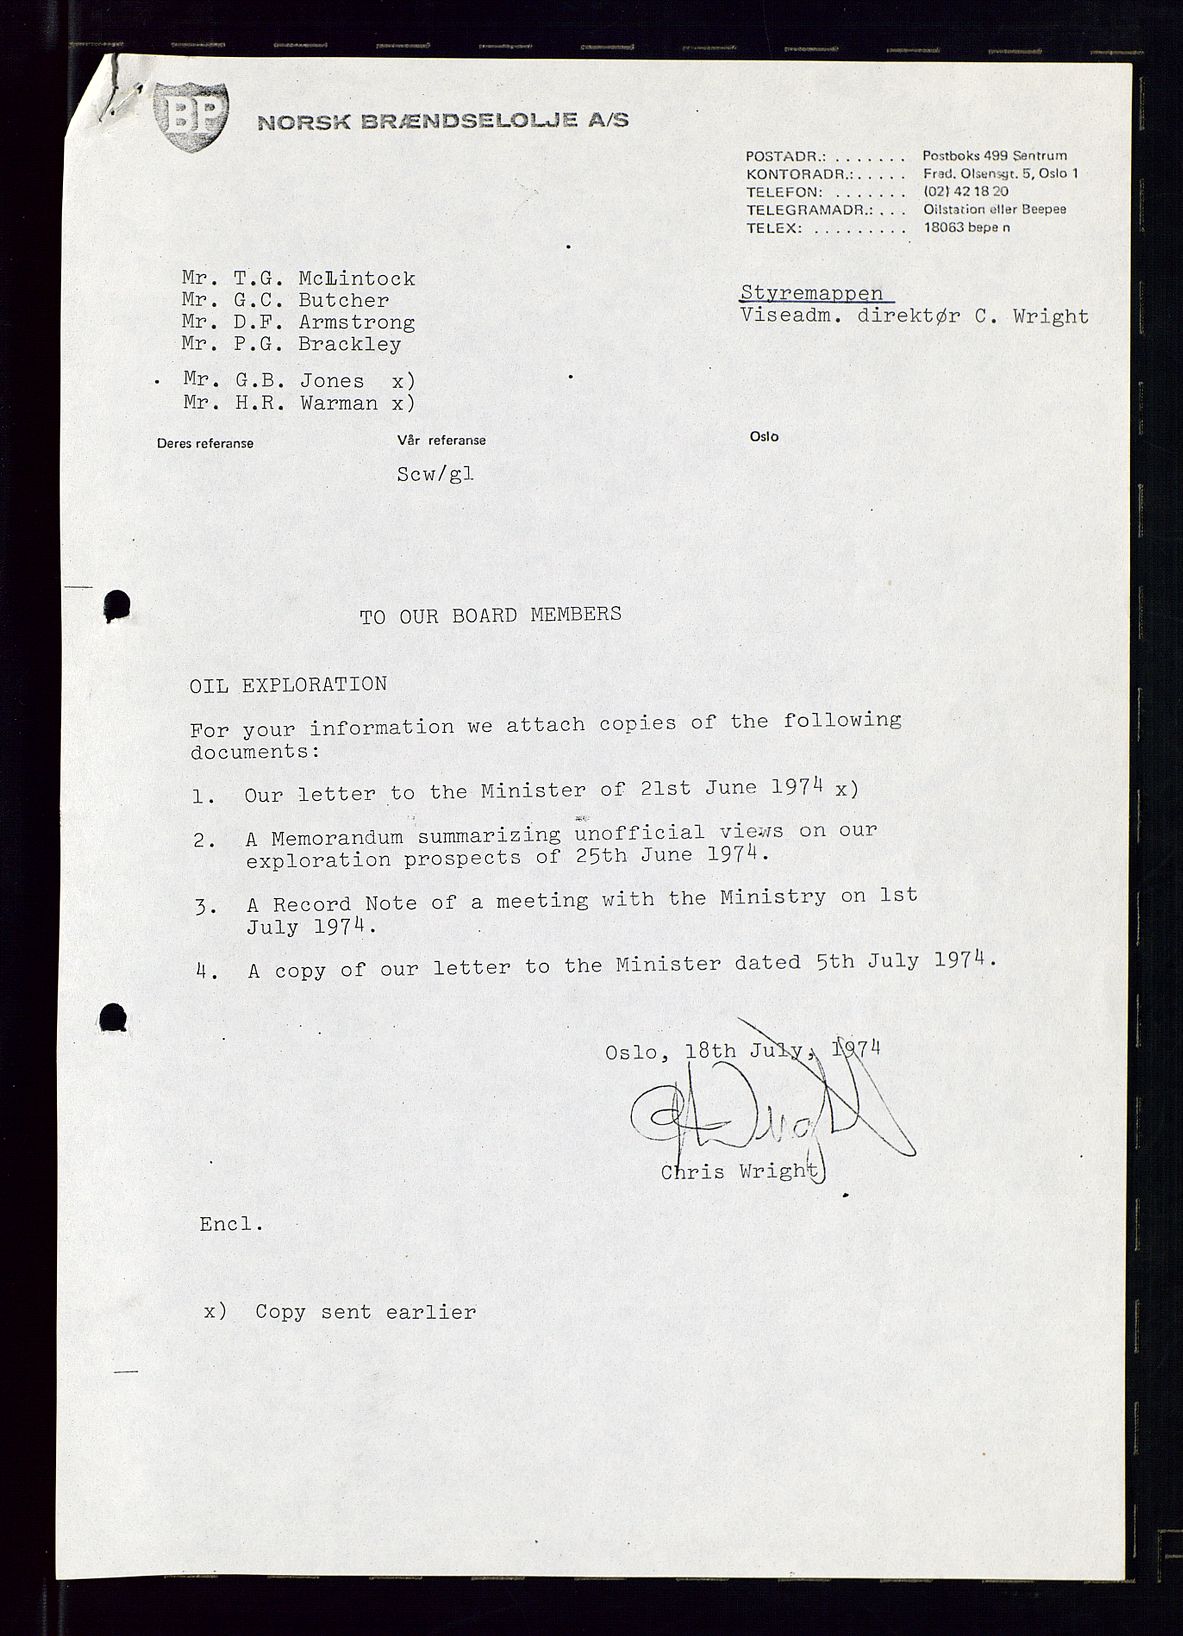 BP
NORSK BRÆNDSELOLJE A/S
POSTADR.: . . . . . . . Postboks 499 Sentrum
KONTORADR.: . . . . . Fred. Olsensgt. 5, Oslo 1
TELEFON: . . . . . . . (02) 42 18 20
TELEGRAMADR.: . . . Oilstation eller Beepee
TELEX: . . . . . . . . . 18063 bepe n
Mr. T.G. McLintock
Mr. G.C. Butcher
Mr. D.F. Armstrong
Mr. P.G. Brackley
Mr. G.B. Jones x)
Mr. H.R. Warman x)
Styremappen
Viseadm. direktør C. Wright
Deres referanse Vår referanse Oslo
Scw/gl
TO OUR BOARD MEMBERS
OIL EXPLORATION
For your information we attach copies of the following
documents:
1. Our letter to the Minister of 21st June 1974 x)
2. A Memorandum summarizing unofficial views on our
exploration prospects of 25th June 1974.
3. A Record Note of a meeting with the Ministry on 1st
July 1974.
4. A copy of our letter to the Minister dated 5th July 1974.
Oslo, 18th July, 1974
Chris Wright
Encl.
x) Copy sent earlier